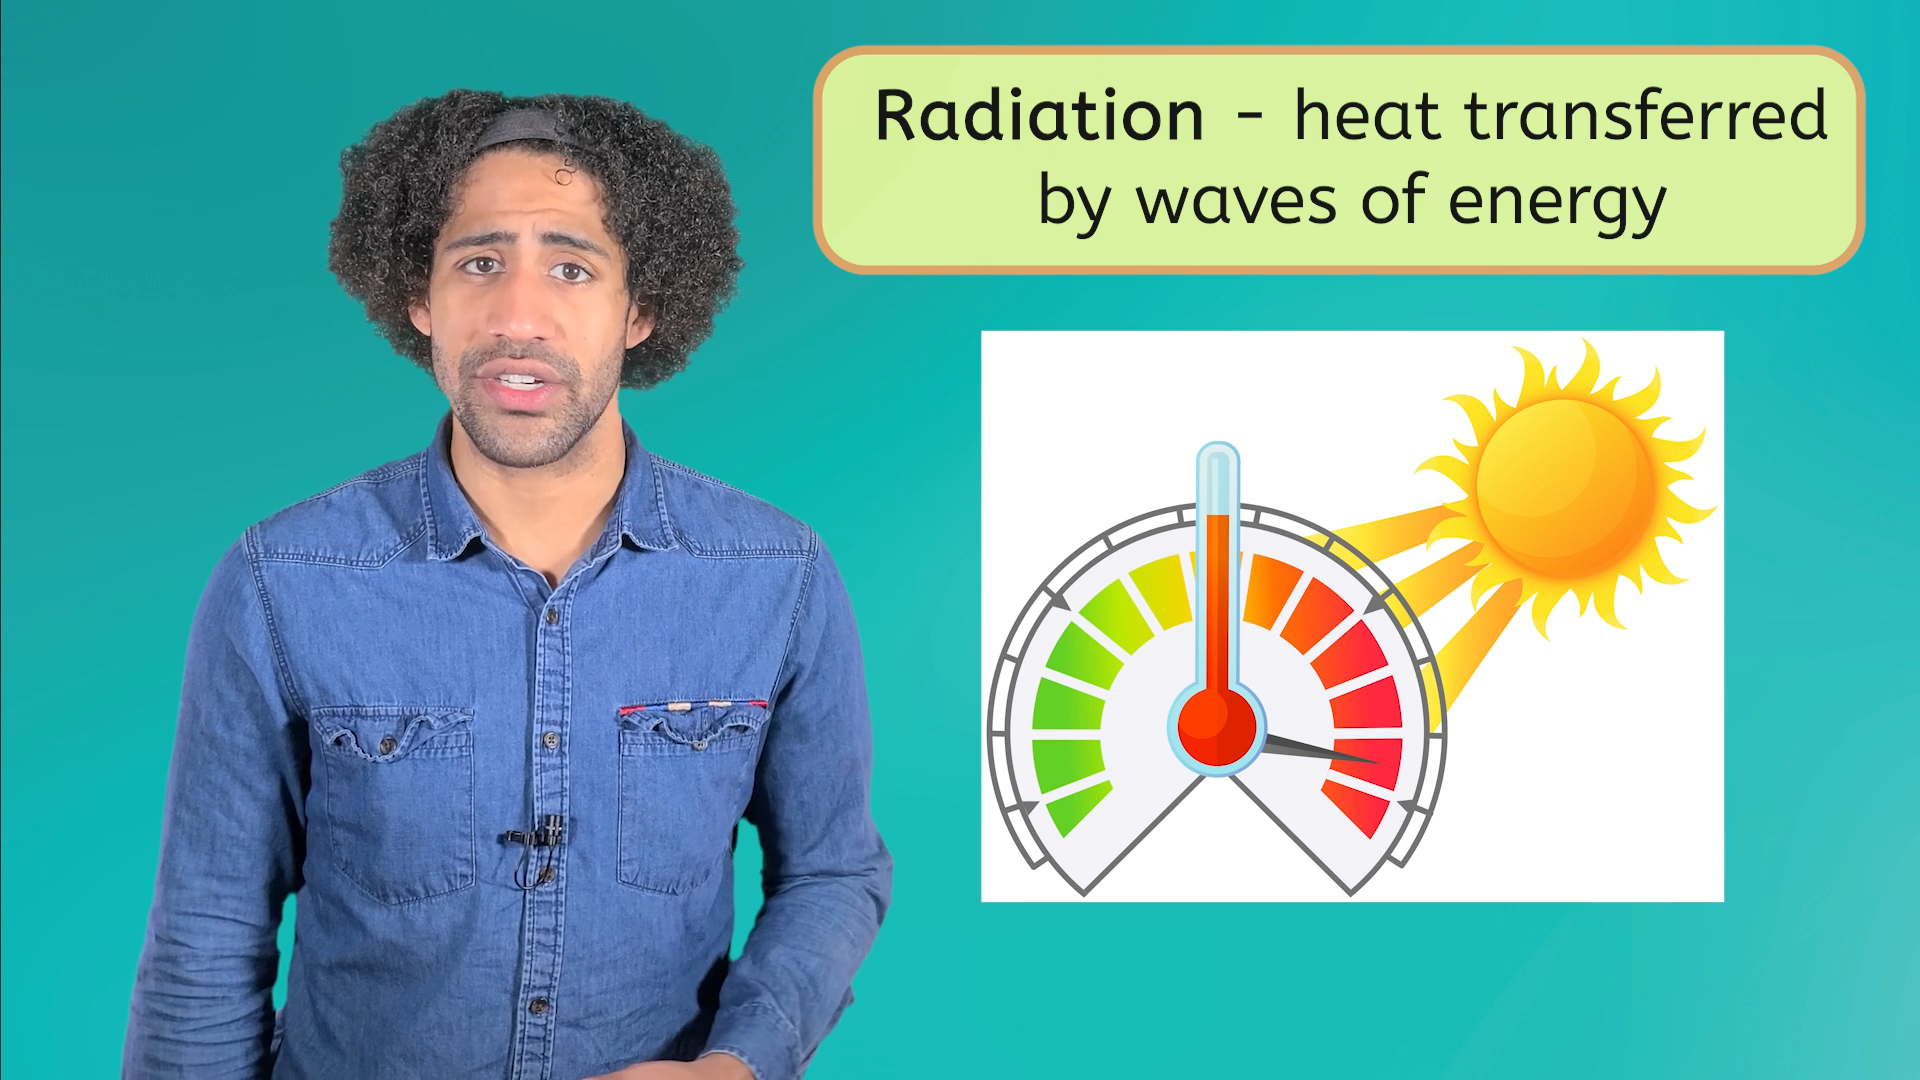 Radiation - heat transferred
by waves of energy